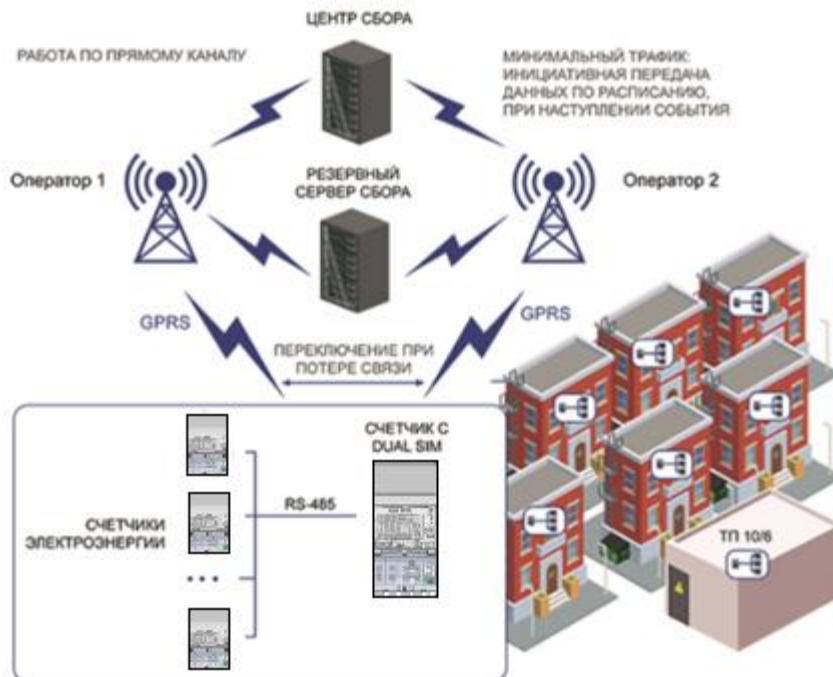 ЦЕНТР СБОРА
РАБОТА ПО ПРЯМОМУ КАНАЛУ
МИНИМАЛЬНЫЙ ТРАФИК:
ИНИЦИАТИВНАЯ ПЕРЕДАЧА
ДАННЫХ ПО РАСПИСАНИЮ,
ПРИ НАСТУПЛЕНИИ СОБЫТИЯ
Оператор 1
РЕЗЕРВНЫЙ
СЕРВЕР СБОРА
Оператор 2
GPRS
GPRS
ПЕРЕКЛЮЧЕНИЕ ПРИ
ПОТЕРЕ СВЯЗИ
СЧЕТЧИК С
DUAL SIM
RS-485
СЧЕТЧИКИ
ЭЛЕКТРОЭНЕРГИИ
ТП 10/6